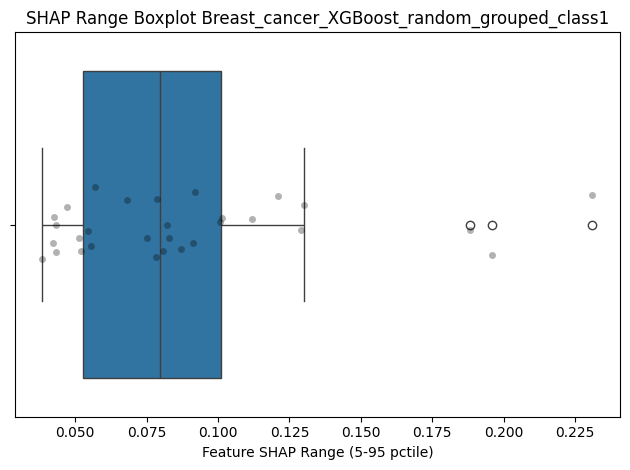 SHAP Range Boxplot Breast_cancer_XGBoost_random_grouped_class1
0.050 0.075 0.100 0.125 0.150 0.175 0.200 0.225
Feature SHAP Range (5-95 pctile)